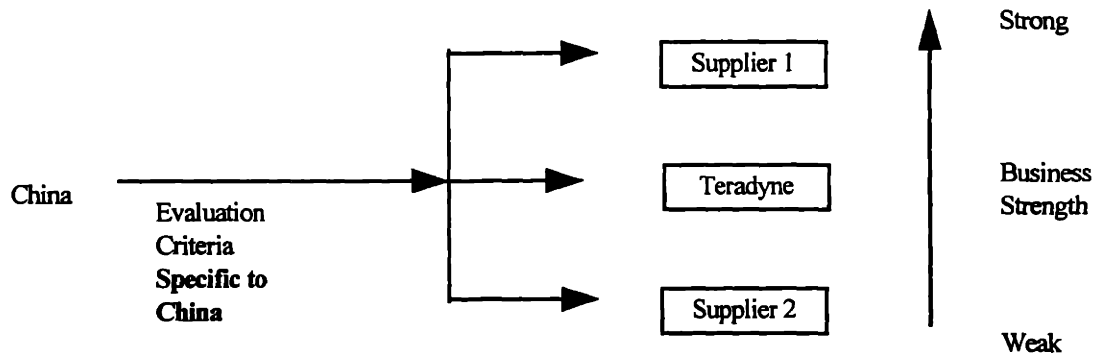 Strong
Supplier 1
China
Evaluation
Criteria
Specific to
China
Teradyne
Business
Strength
Supplier 2
Weak